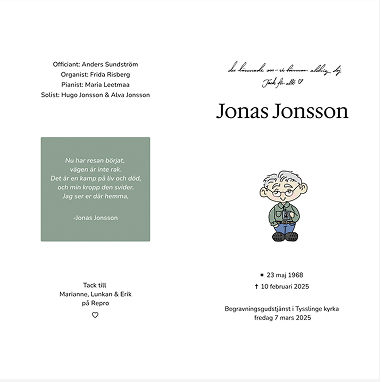 Officiant: Anders Sundström
Organist: Frida Risberg
Pianist: Maria Leetmaa
Solist: Hugo Jonsson & Alva Jonsson
Nu har resan börjat,
vägen är inte rak.
Det är en kamp på liv och död,
och min kropp den svider.
Jag ser er där hemma,
-Jonas Jonsson
Tack till
Marianne, Lunkan & Erik
på Repro
♡
Tack för allt ♡
Jonas Jonsson
✶ 23 maj 1968
✝ 10 februari 2025
Begravningsgudstjänst i Tysslinge kyrka
fredag 7 mars 2025